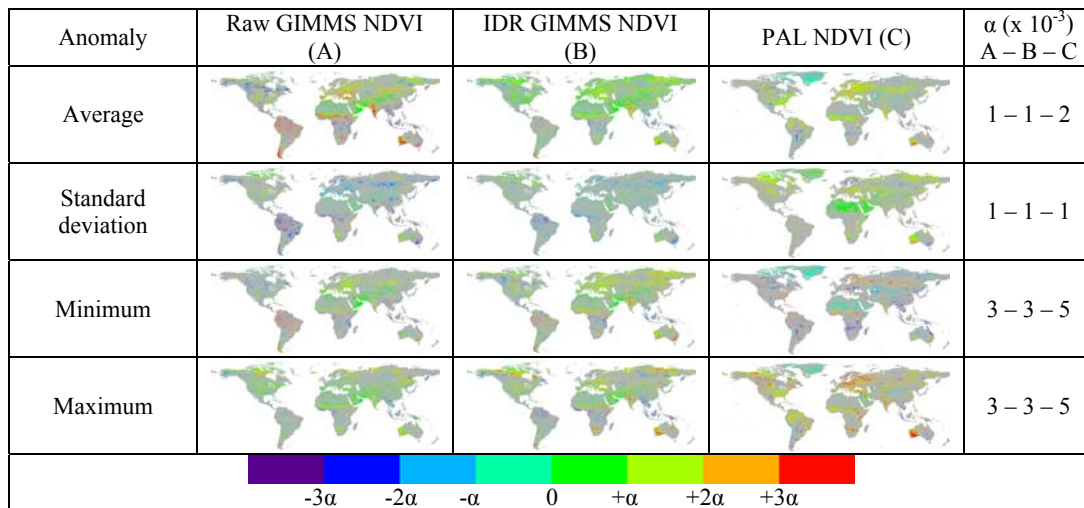 Anomaly
Raw GIMMS NDVI
(A)
IDR GIMMS NDVI
(B)
PAL NDVI (C)
α (x 10⁻³)
A – B – C
Average
1 – 1 – 2
Standard
deviation
1 – 1 – 1
Minimum
3 – 3 – 5
Maximum
3 – 3 – 5
-3α -2α -α 0 +α +2α +3α